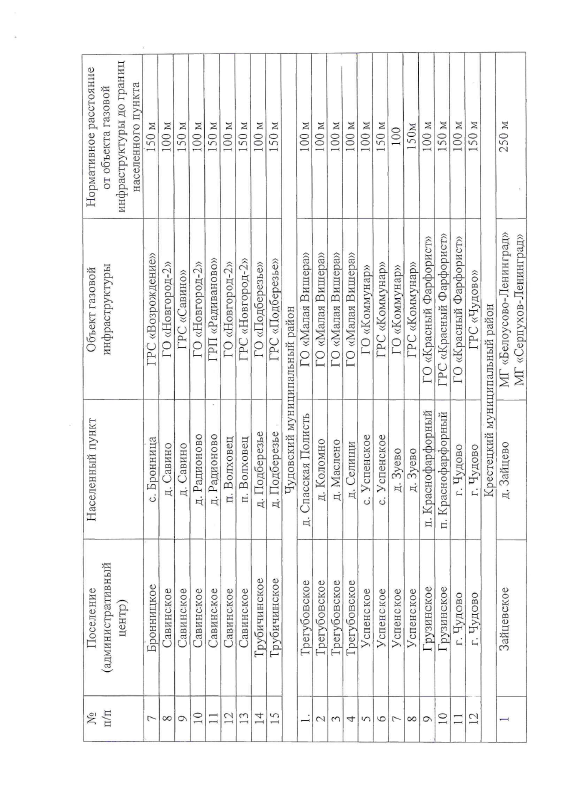 № п/п | Поселение (административный центр) | Населенный пункт | Объект газовой инфраструктуры | Нормативное расстояние от объекта газовой инфраструктуры до границ населенного пункта
7 | Бронницкое | с. Бронница | ГРС «Возрождение» | 150 м
8 | Савинское | д. Савино | ГО «Новгород-2» | 100 м
9 | Савинское | д. Савино | ГРС «Савино» | 150 м
10 | Савинское | д. Радионово | ГО «Новгород-2» | 100 м
11 | Савинское | д. Радионово | ГРП «Радиваново» | 150 м
12 | Савинское | п. Волховец | ГО «Новгород-2» | 100 м
13 | Савинское | п. Волховец | ГРС «Новгород-2» | 150 м
14 | Трубичинское | д. Подберезье | ГО «Подберезье» | 100 м
15 | Трубичинское | д. Подберезье | ГРС «Подберезье» | 150 м
Чудовский муниципальный район
1. | Трегубовское | д. Спасская Полисть | ГО «Малая Вишера» | 100 м
2 | Трегубовское | д. Коломно | ГО «Малая Вишера» | 100 м
3 | Трегубовское | д. Маслено | ГО «Малая Вишера» | 100 м
4 | Трегубовское | д. Селищи | ГО «Малая Вишера» | 100 м
5 | Успенское | с. Успенское | ГО «Коммунар» | 100 м
6 | Успенское | с. Успенское | ГРС «Коммунар» | 150 м
7 | Успенское | д. Зуево | ГО «Коммунар» | 100
8 | Успенское | д. Зуево | ГРС «Коммунар» | 150м
9 | Грузинское | п. Краснофарфорный | ГО «Красный Фарфорист» | 100 м
10 | Грузинское | п. Краснофарфорный | ГРС «Красный Фарфорист» | 150 м
11 | г. Чудово | г. Чудово | ГО «Красный Фарфорист» | 100 м
12 | г. Чудово | г. Чудово | ГРС «Чудово» | 150 м
Крестецкий муниципальный район
1 | Зайцевское | д. Зайцево | МГ «Белоусово-Ленинград» МГ «Серпухов-Ленинград» | 250 м